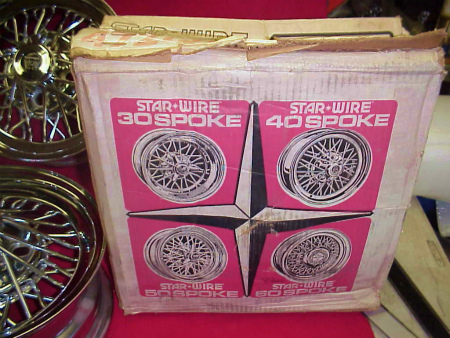 STAR WIRE
STAR+WIRE
30 SPOKE
STAR+WIRE
40 SPOKE
STAR+WIRE
50 SPOKE
STAR+WIRE
60 SPOKE